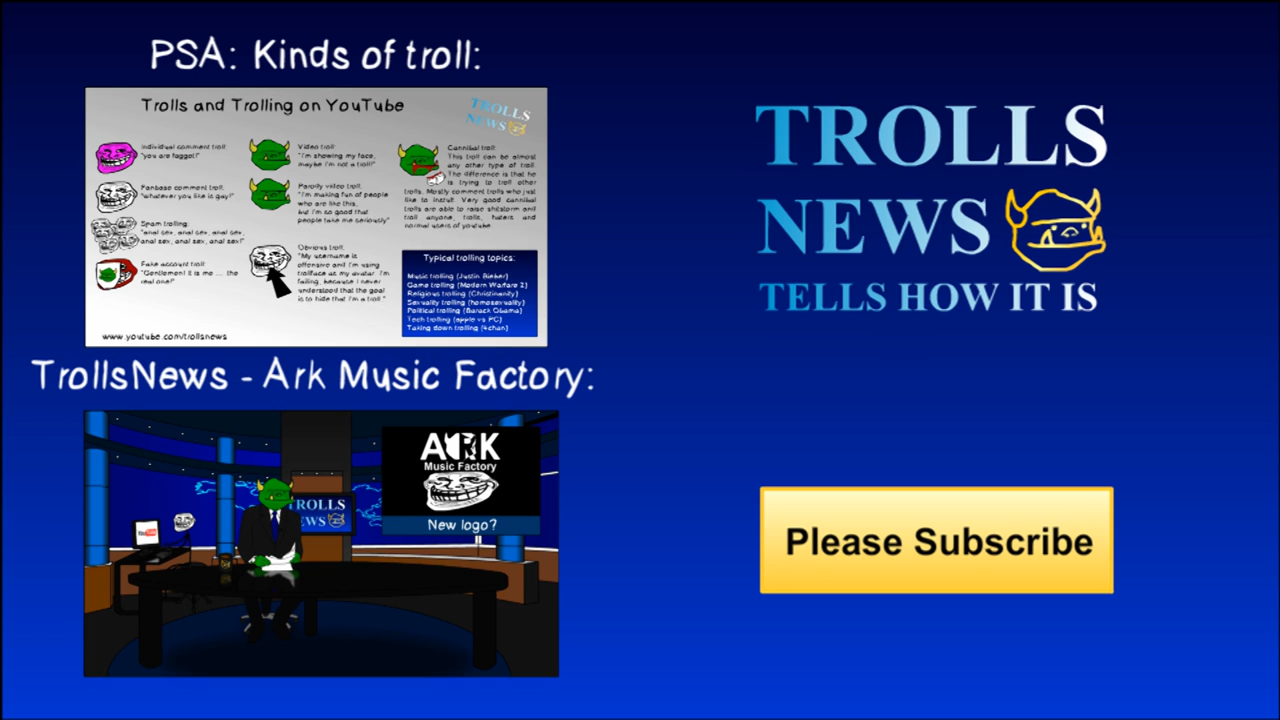 PSA: Kinds of troll:
Trolls and Trolling on YouTube
TROLLS
NEWS
Individual comment troll:
"you are faggot!"
Fanbase comment troll:
"whatever you like is gay!"
Spam trolling:
"anal sex, anal sex, anal sex,
anal sex, anal sex, anal sex!"
Fake account troll:
"Gentlemen! It is me ... the
real one!"
Video troll:
"I'm showing my face,
maybe I'm not a troll!"
Parody video troll:
"I'm making fun of people
who are like this,
but I'm so good that
people take me seriously"
Obvious troll:
"My username is
offensive and I'm using
trollface as my avatar. I'm
failing, because I never
understood that the goal
is to hide that I'm a troll."
Cannibal troll:
This troll can be almost
any other type of troll.
The difference is that he
is trying to troll other
trolls. Mostly comment trolls who just
like to insult. Very good cannibal
trolls are able to raise shitstorm and
troll anyone, trolls, haters and
normal users of youtube.
Typical trolling topics:
Music trolling (Justin Bieber)
Game trolling (Modern Warfare 2)
Religious trolling (Christianity)
Sexuality trolling (homosexuality)
Political trolling (Barack Obama)
Tech trolling (apple vs PC)
Taking down trolling (4chan)
www.youtube.com/trollsnews
TrollsNews - Ark Music Factory:
ARK
Music Factory
New logo?
TROLLS
NEWS
YouTube
TROLLS
NEWS
TELLS HOW IT IS
Please Subscribe